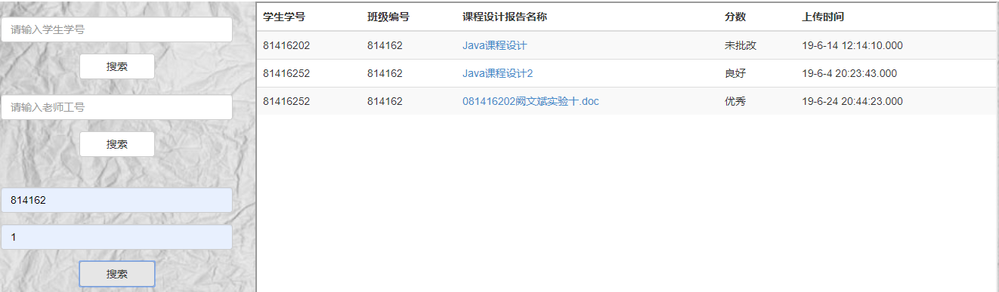 请输入学生学号
搜索
请输入老师工号
搜索
814162
1
搜索
学生学号 班级编号 课程设计报告名称 分数 上传时间
81416202 814162 Java课程设计 未批改 19-6-14 12:14:10.000
81416252 814162 Java课程设计2 良好 19-6-4 20:23:43.000
81416252 814162 081416202阙文斌实验十.doc 优秀 19-6-24 20:44:23.000